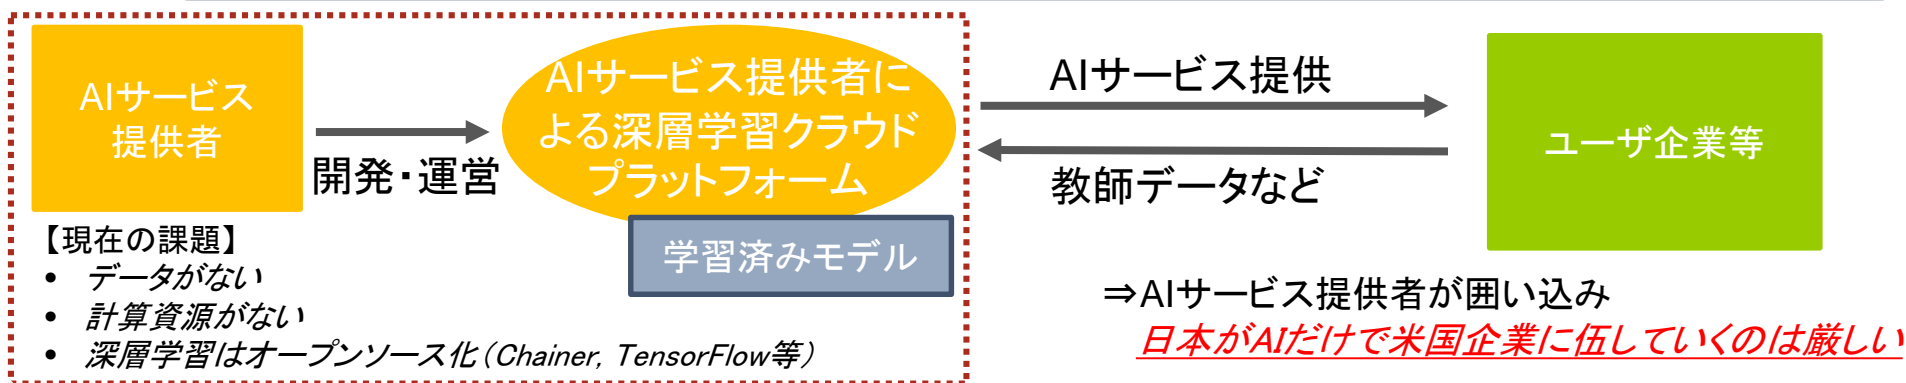 AIサービス
提供者
開発・運営
AIサービス提供者に
よる深層学習クラウド
プラットフォーム
学習済みモデル
AIサービス提供
教師データなど
ユーザ企業等
【現在の課題】
• データがない
• 計算資源がない
• 深層学習はオープンソース化（Chainer, TensorFlow等）
⇒AIサービス提供者が囲い込み
日本がAIだけで米国企業に伍していくのは厳しい